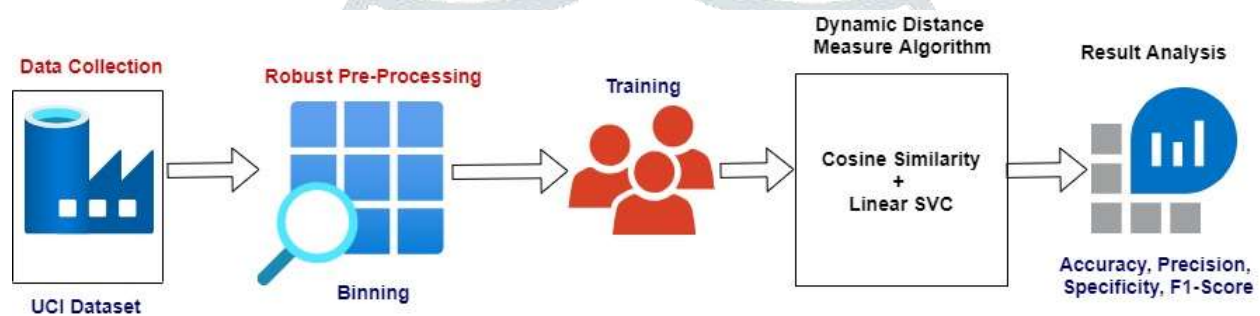 Data Collection
UCI Dataset
Robust Pre-Processing
Binning
Training
Dynamic Distance
Measure Algorithm
Cosine Similarity
+
Linear SVC
Result Analysis
Accuracy, Precision,
Specificity, F1-Score